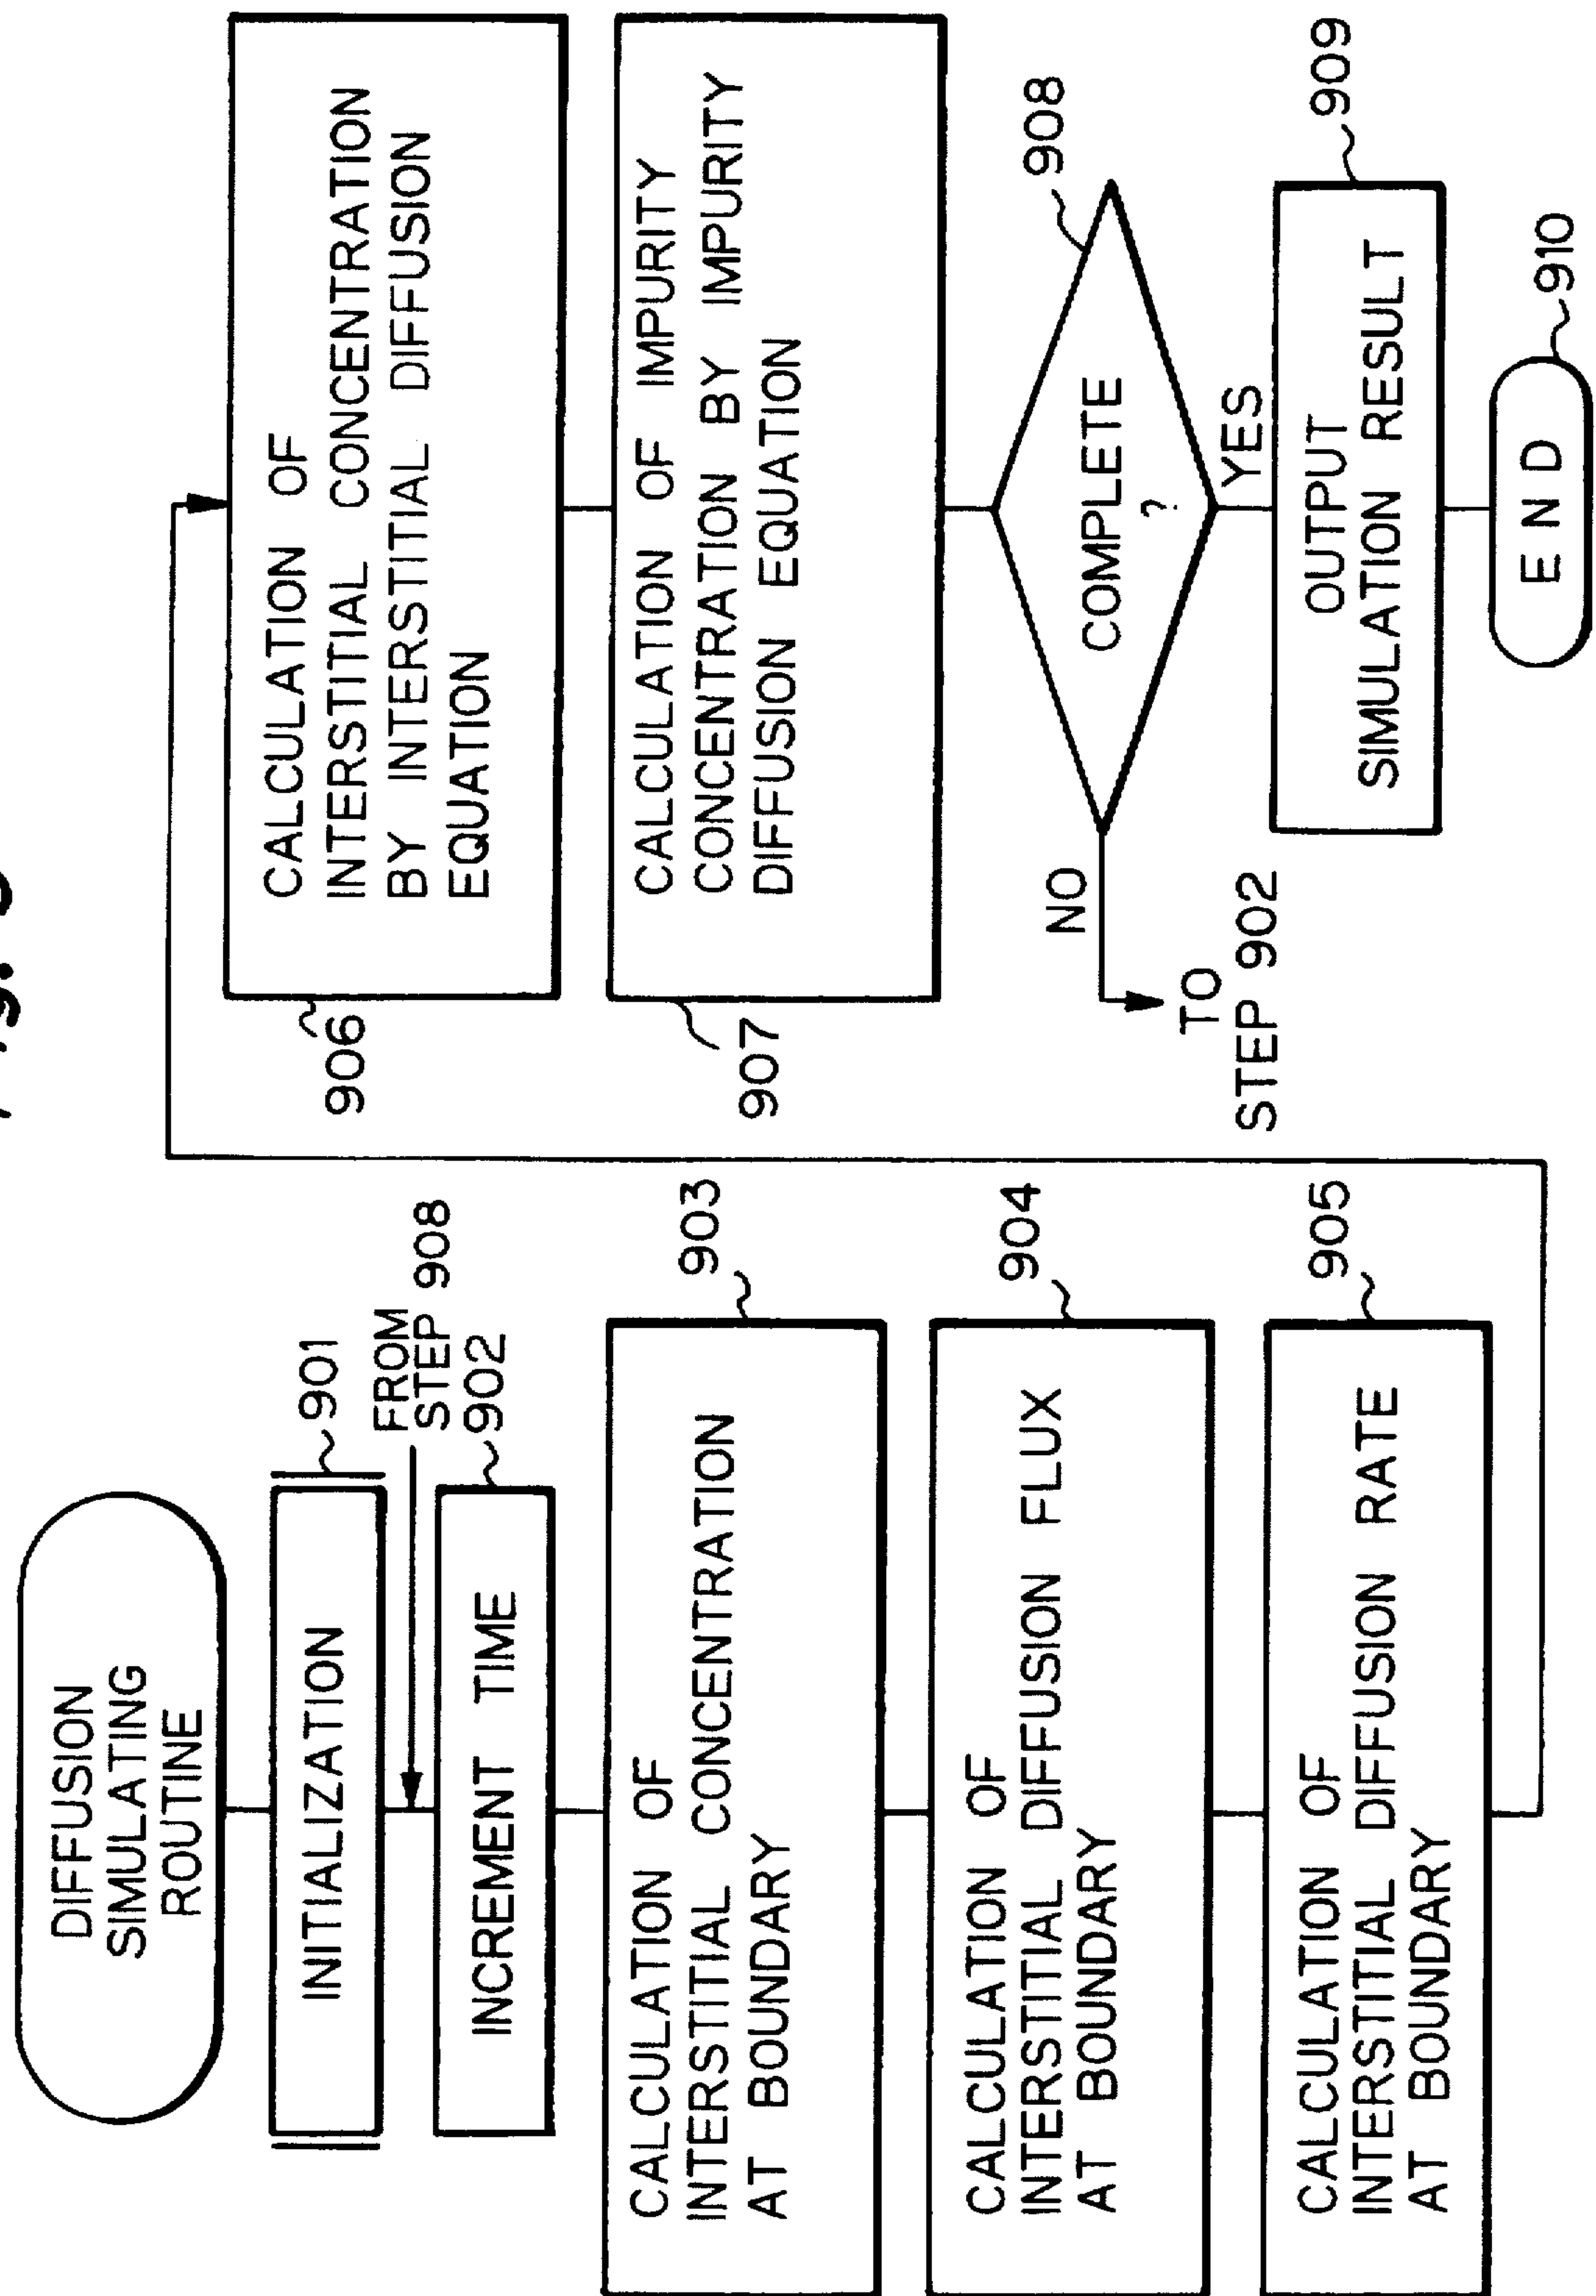 DIFFUSION
SIMULATING
ROUTINE
INITIALIZATION
901
FROM
STEP 908
INCREMENT TIME
902
CALCULATION OF
INTERSTITIAL CONCENTRATION
AT BOUNDARY
903
CALCULATION OF
INTERSTITIAL DIFFUSION FLUX
AT BOUNDARY
904
CALCULATION OF
INTERSTITIAL DIFFUSION RATE
AT BOUNDARY
905
CALCULATION OF
INTERSTITIAL CONCENTRATION
BY INTERSTITIAL DIFFUSION
EQUATION
906
CALCULATION OF IMPURITY
CONCENTRATION BY IMPURITY
DIFFUSION EQUATION
907
COMPLETE
?
908
NO
TO
STEP 902
YES
OUTPUT
SIMULATION RESULT
909
END
910